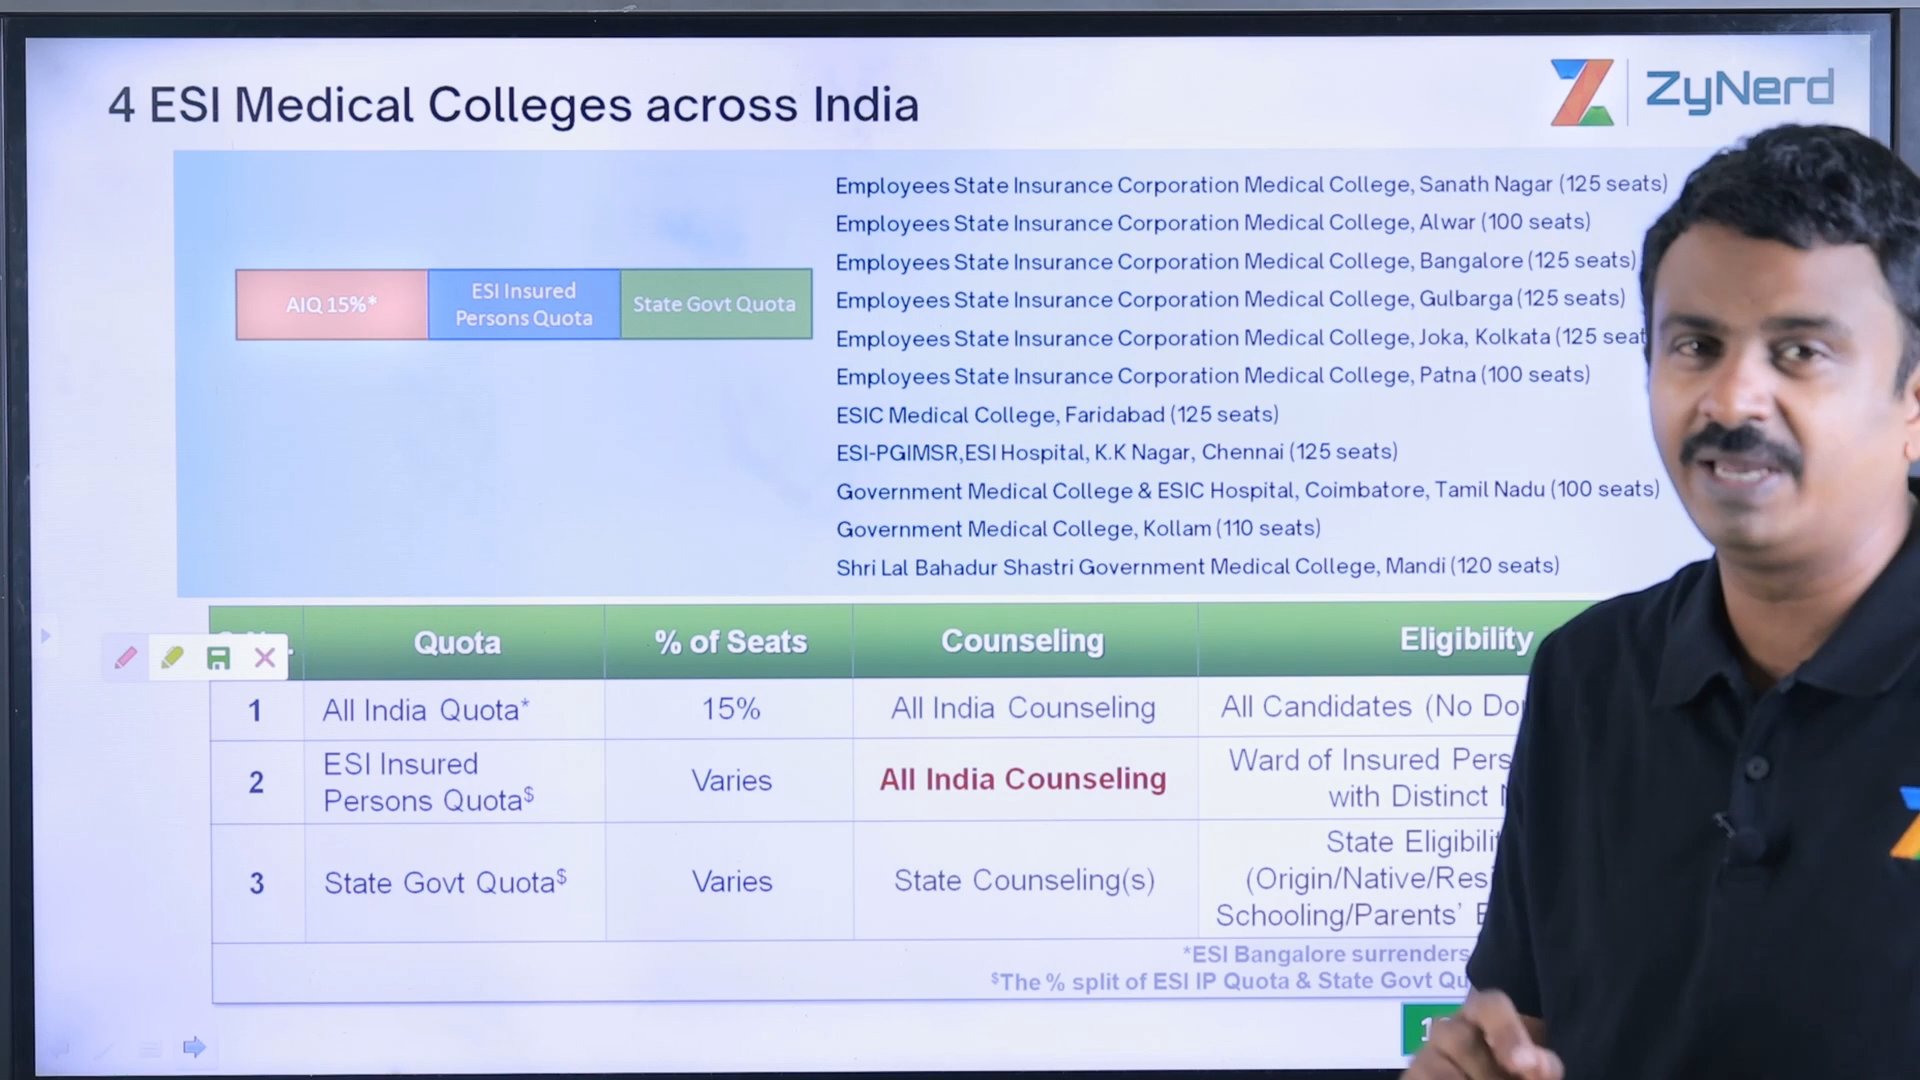 4 ESI Medical Colleges across India
ZyNerd
Employees State Insurance Corporation Medical College, Sanath Nagar (125 seats)
Employees State Insurance Corporation Medical College, Alwar (100 seats)
Employees State Insurance Corporation Medical College, Bangalore (125 seats)
Employees State Insurance Corporation Medical College, Gulbarga (125 seats)
Employees State Insurance Corporation Medical College, Joka, Kolkata (125 seat
Employees State Insurance Corporation Medical College, Patna (100 seats)
ESIC Medical College, Faridabad (125 seats)
ESI-PGIMSR,ESI Hospital, K.K Nagar, Chennai (125 seats)
Government Medical College & ESIC Hospital, Coimbatore, Tamil Nadu (100 seats)
Government Medical College, Kollam (110 seats)
Shri Lal Bahadur Shastri Government Medical College, Mandi (120 seats)
AIQ 15%*
ESI Insured
Persons Quota
State Govt Quota
Quota % of Seats Counseling Eligibility
1 All India Quota* 15% All India Counseling All Candidates (No
2 ESI Insured Persons Quota$ Varies All India Counseling Ward of Insured
with Distinct
3 State Govt Quota$ Varies State Counseling(s) State
(Origin/Native/
Schooling/Parents'
*ESI Bangalore surrenders
$The % split of ESI IP Quota & State Govt